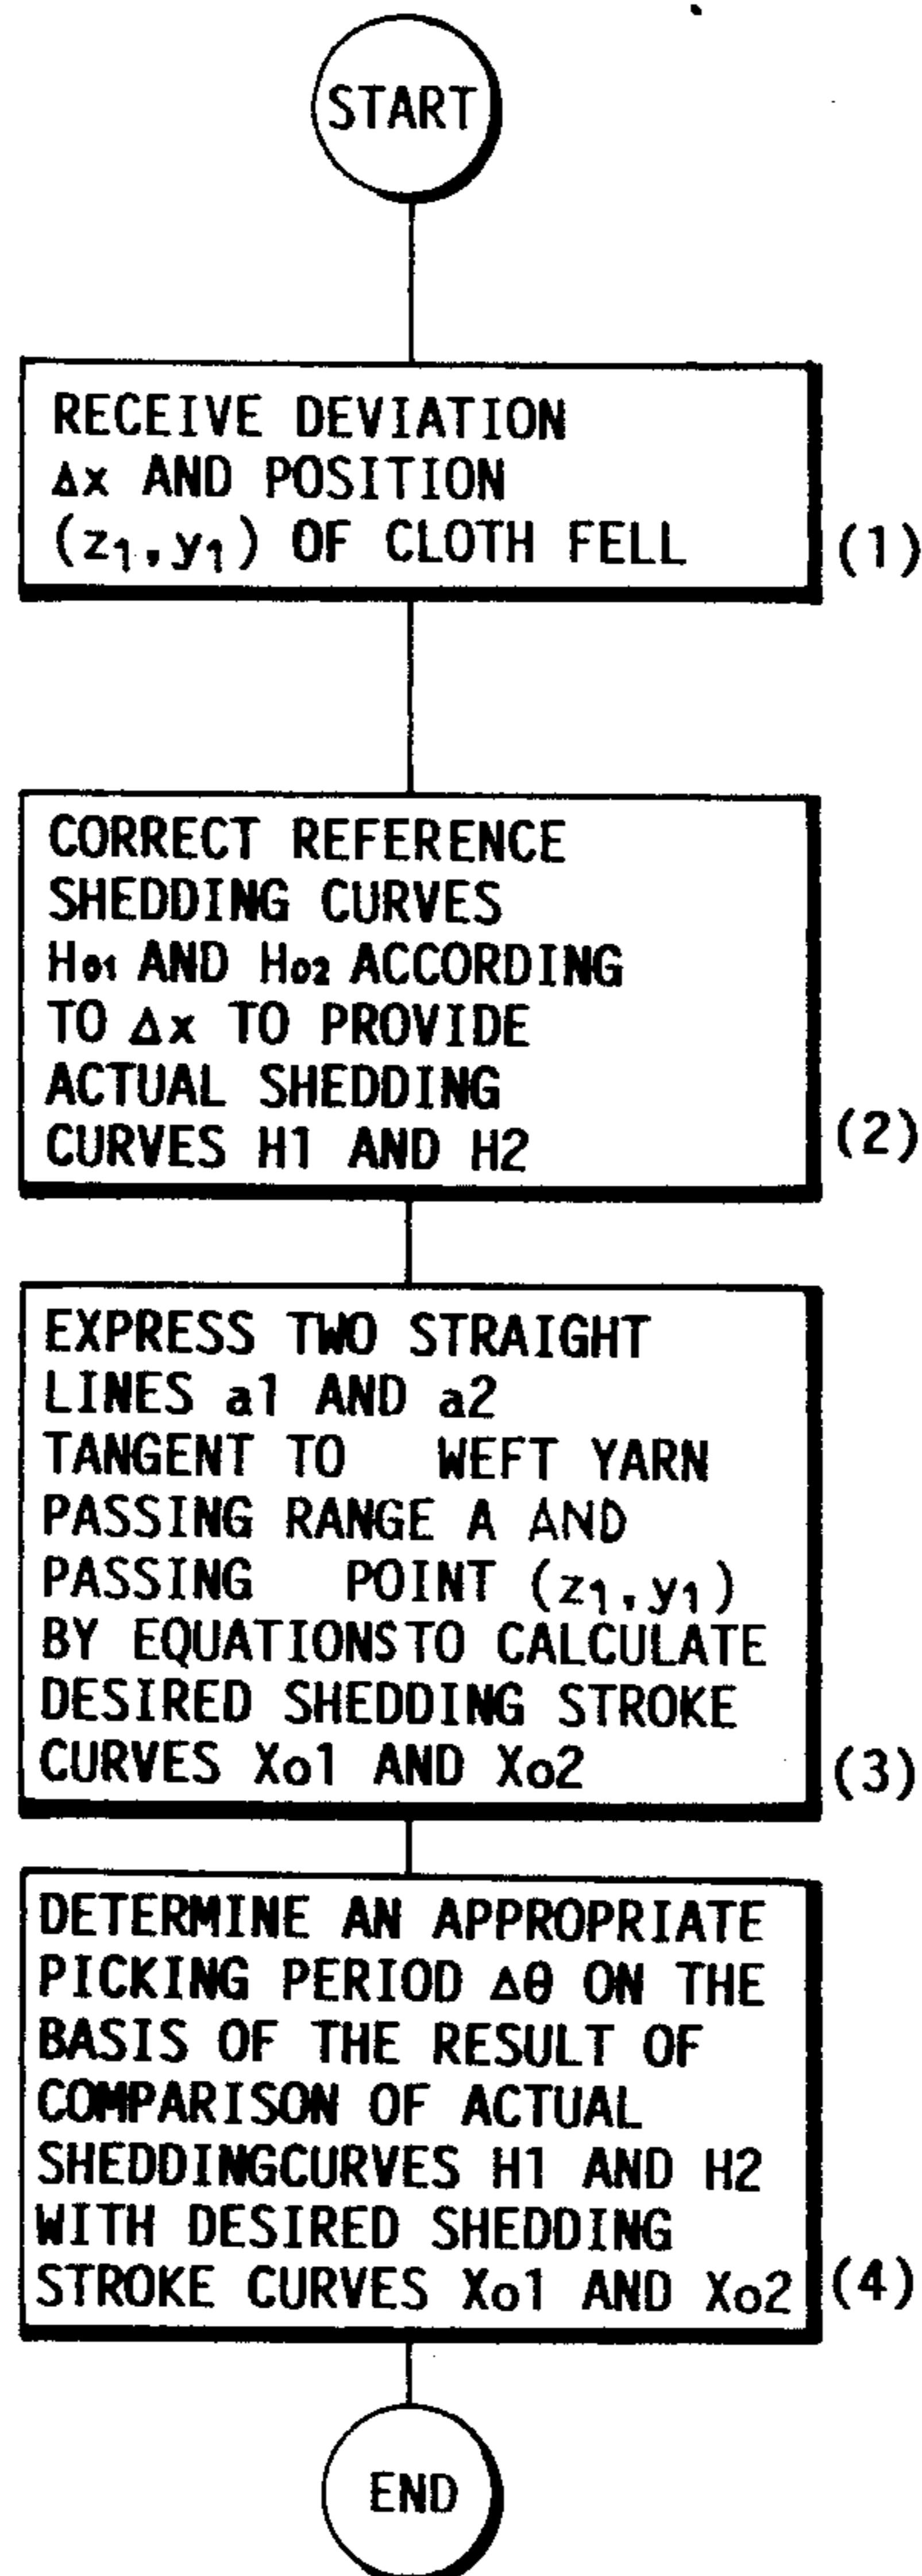 START
RECEIVE DEVIATION
Δx AND POSITION
(z1,y1) OF CLOTH FELL
(1)
CORRECT REFERENCE
SHEDDING CURVES
H01 AND H02 ACCORDING
TO Δx TO PROVIDE
ACTUAL SHEDDING
CURVES H1 AND H2
(2)
EXPRESS TWO STRAIGHT
LINES a1 AND a2
TANGENT TO WEFT YARN
PASSING RANGE A AND
PASSING POINT (z1,y1)
BY EQUATIONSTO CALCULATE
DESIRED SHEDDING STROKE
CURVES Xo1 AND Xo2
(3)
DETERMINE AN APPROPRIATE
PICKING PERIOD Δθ ON THE
BASIS OF THE RESULT OF
COMPARISON OF ACTUAL
SHEDDINGCURVES H1 AND H2
WITH DESIRED SHEDDING
STROKE CURVES Xo1 AND Xo2
(4)
END